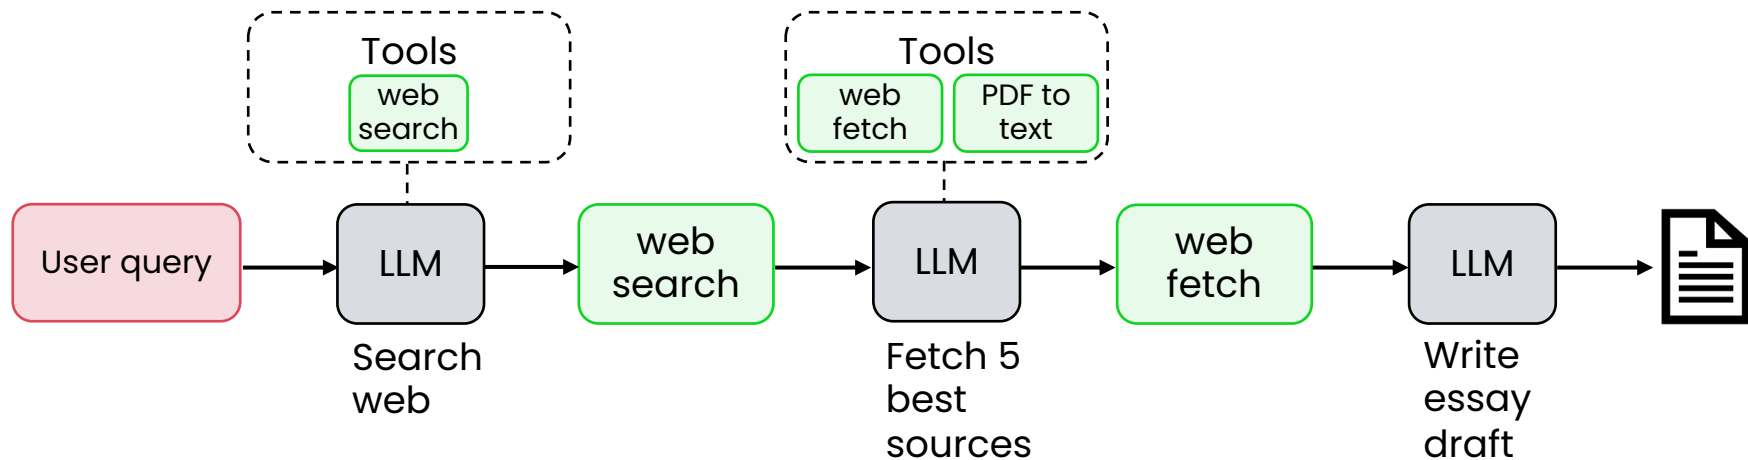 Tools
web
search
Tools
web
fetch
PDF to
text
User query
LLM
web
search
LLM
web
fetch
LLM
Search
web
Fetch 5
best
sources
Write
essay
draft